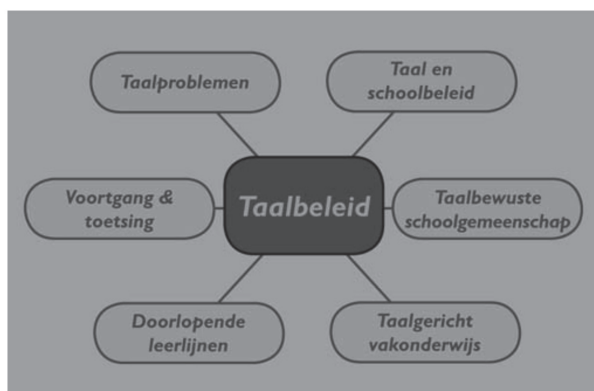 Taalproblemen
Taal en
schoolbeleid
Voortgang &
toetsing
Taalbeleid
Taalbewuste
schoolgemeenschap
Doorlopende
leerlijnen
Taalgericht
vakonderwijs